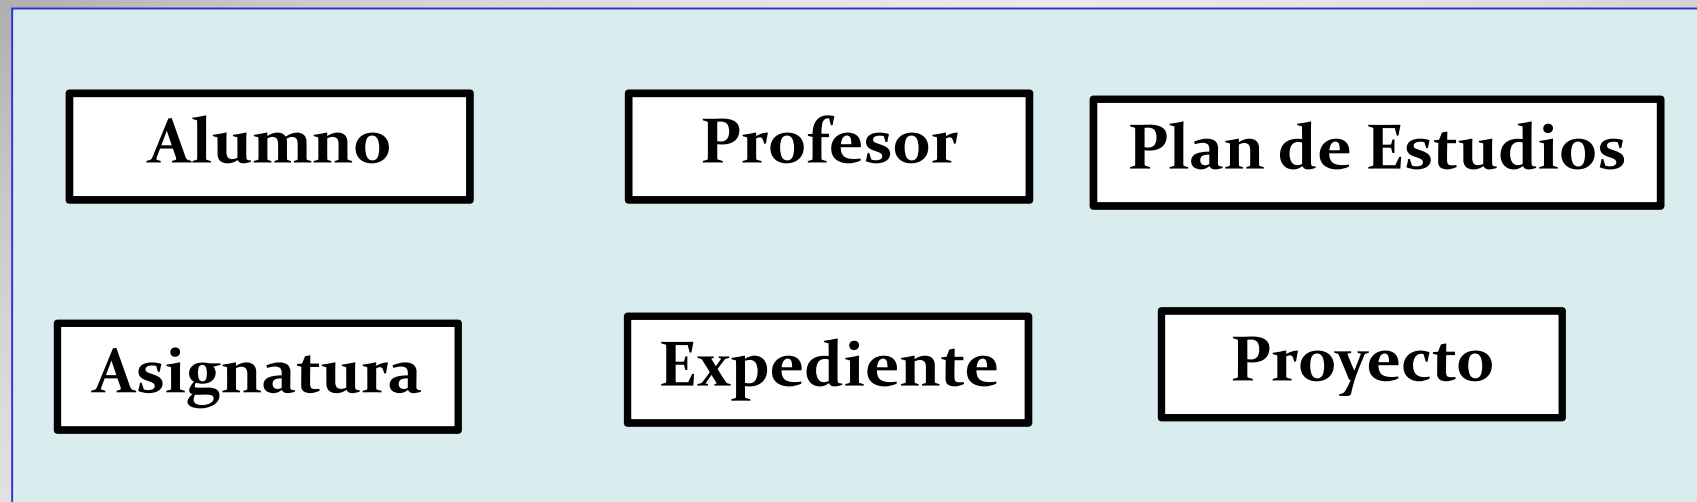 Alumno
Profesor
Plan de Estudios
Asignatura
Expediente
Proyecto